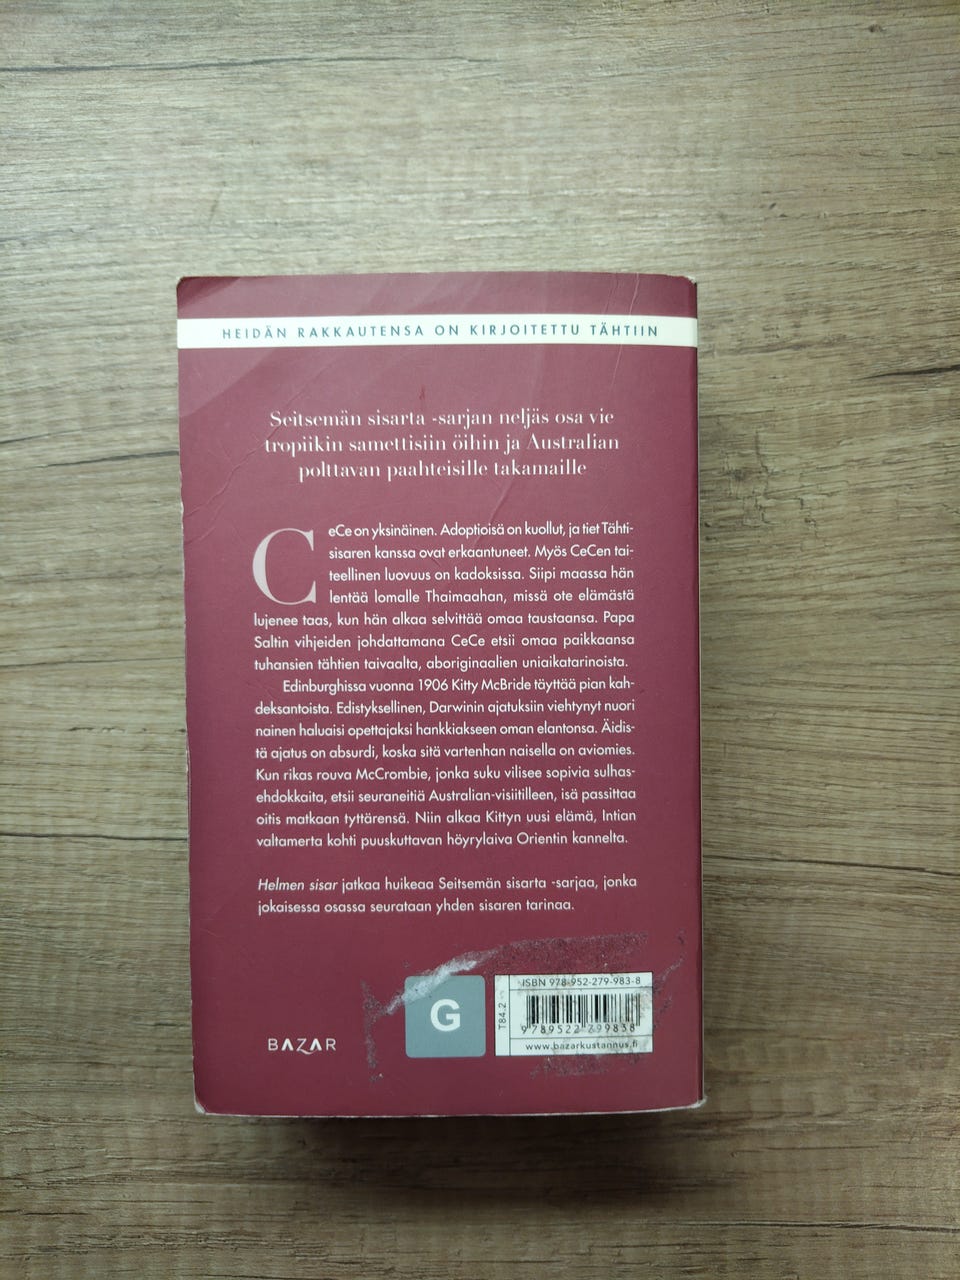 HEIDÄN RAKKAUTENSA ON KIRJOITETTU TÄHTIIN
Seitsemän sisarta -sarjan neljäs osa vie
tropiikin samettisiin öihin ja Australian
polttavan paahteisille takamaille
CeCe on yksinäinen. Adoptioisä on kuollut, ja tiet Tähti-
sisaren kanssa ovat erkaantuneet. Myös CeCen tai-
teellinen luovuus on kadoksissa. Siipi maassa hän
lentää lomalle Thaimaahan, missä ote elämästä
lujenee taas, kun hän alkaa selvittää omaa taustaansa. Papa
Saltin vihjeiden johdattamana CeCe etsii omaa paikkaansa
tuhansien tähtien taivaalta, aboriginaalien uniaikatarinoista.
Edinburghissa vuonna 1906 Kitty McBride täyttää pian kah-
deksantoista. Edistyksellinen, Darwinin ajatuksiin viehtynyt nuori
nainen haluaisi opettajaksi hankkiakseen oman elantonsa. Äidis-
tä ajatus on absurdi, koska sitä vartenhan naisella on aviomies.
Kun rikas rouva McCrombie, jonka suku vilisee sopivia sulhas-
ehdokkaita, etsii seuraneitiä Australian-visiitilleen, isä passittaa
oitis matkaan tyttärensä. Niin alkaa Kittyn uusi elämä, Intian
valtamerta kohti puuskuttavan höyrylaiva Orientin kannelta.
Helmen sisar jatkaa huikeaa Seitsemän sisarta -sarjaa, jonka
jokaisessa osassa seurataan yhden sisaren tarinaa.
BAZAR
G
T84.2
ISBN 978-952-279-983-8
9 789522 799838
www.bazarkustannus.fi